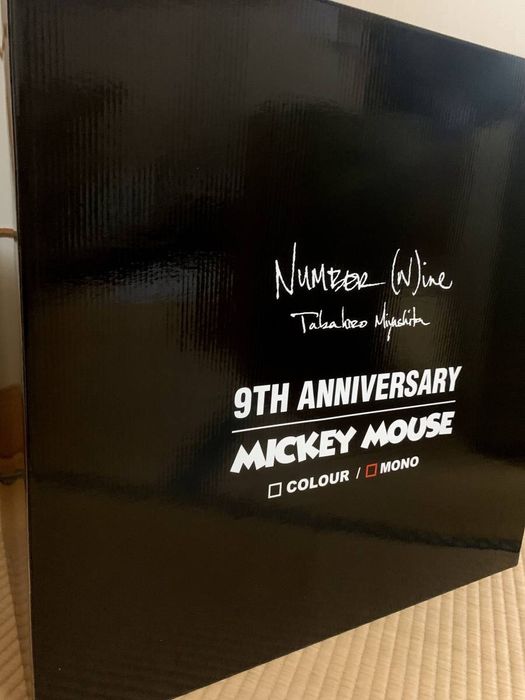 NUMBER (N)ine
Takahiro Miyashita
9TH ANNIVERSARY
MICKEY MOUSE
☐ COLOUR / ☐ MONO